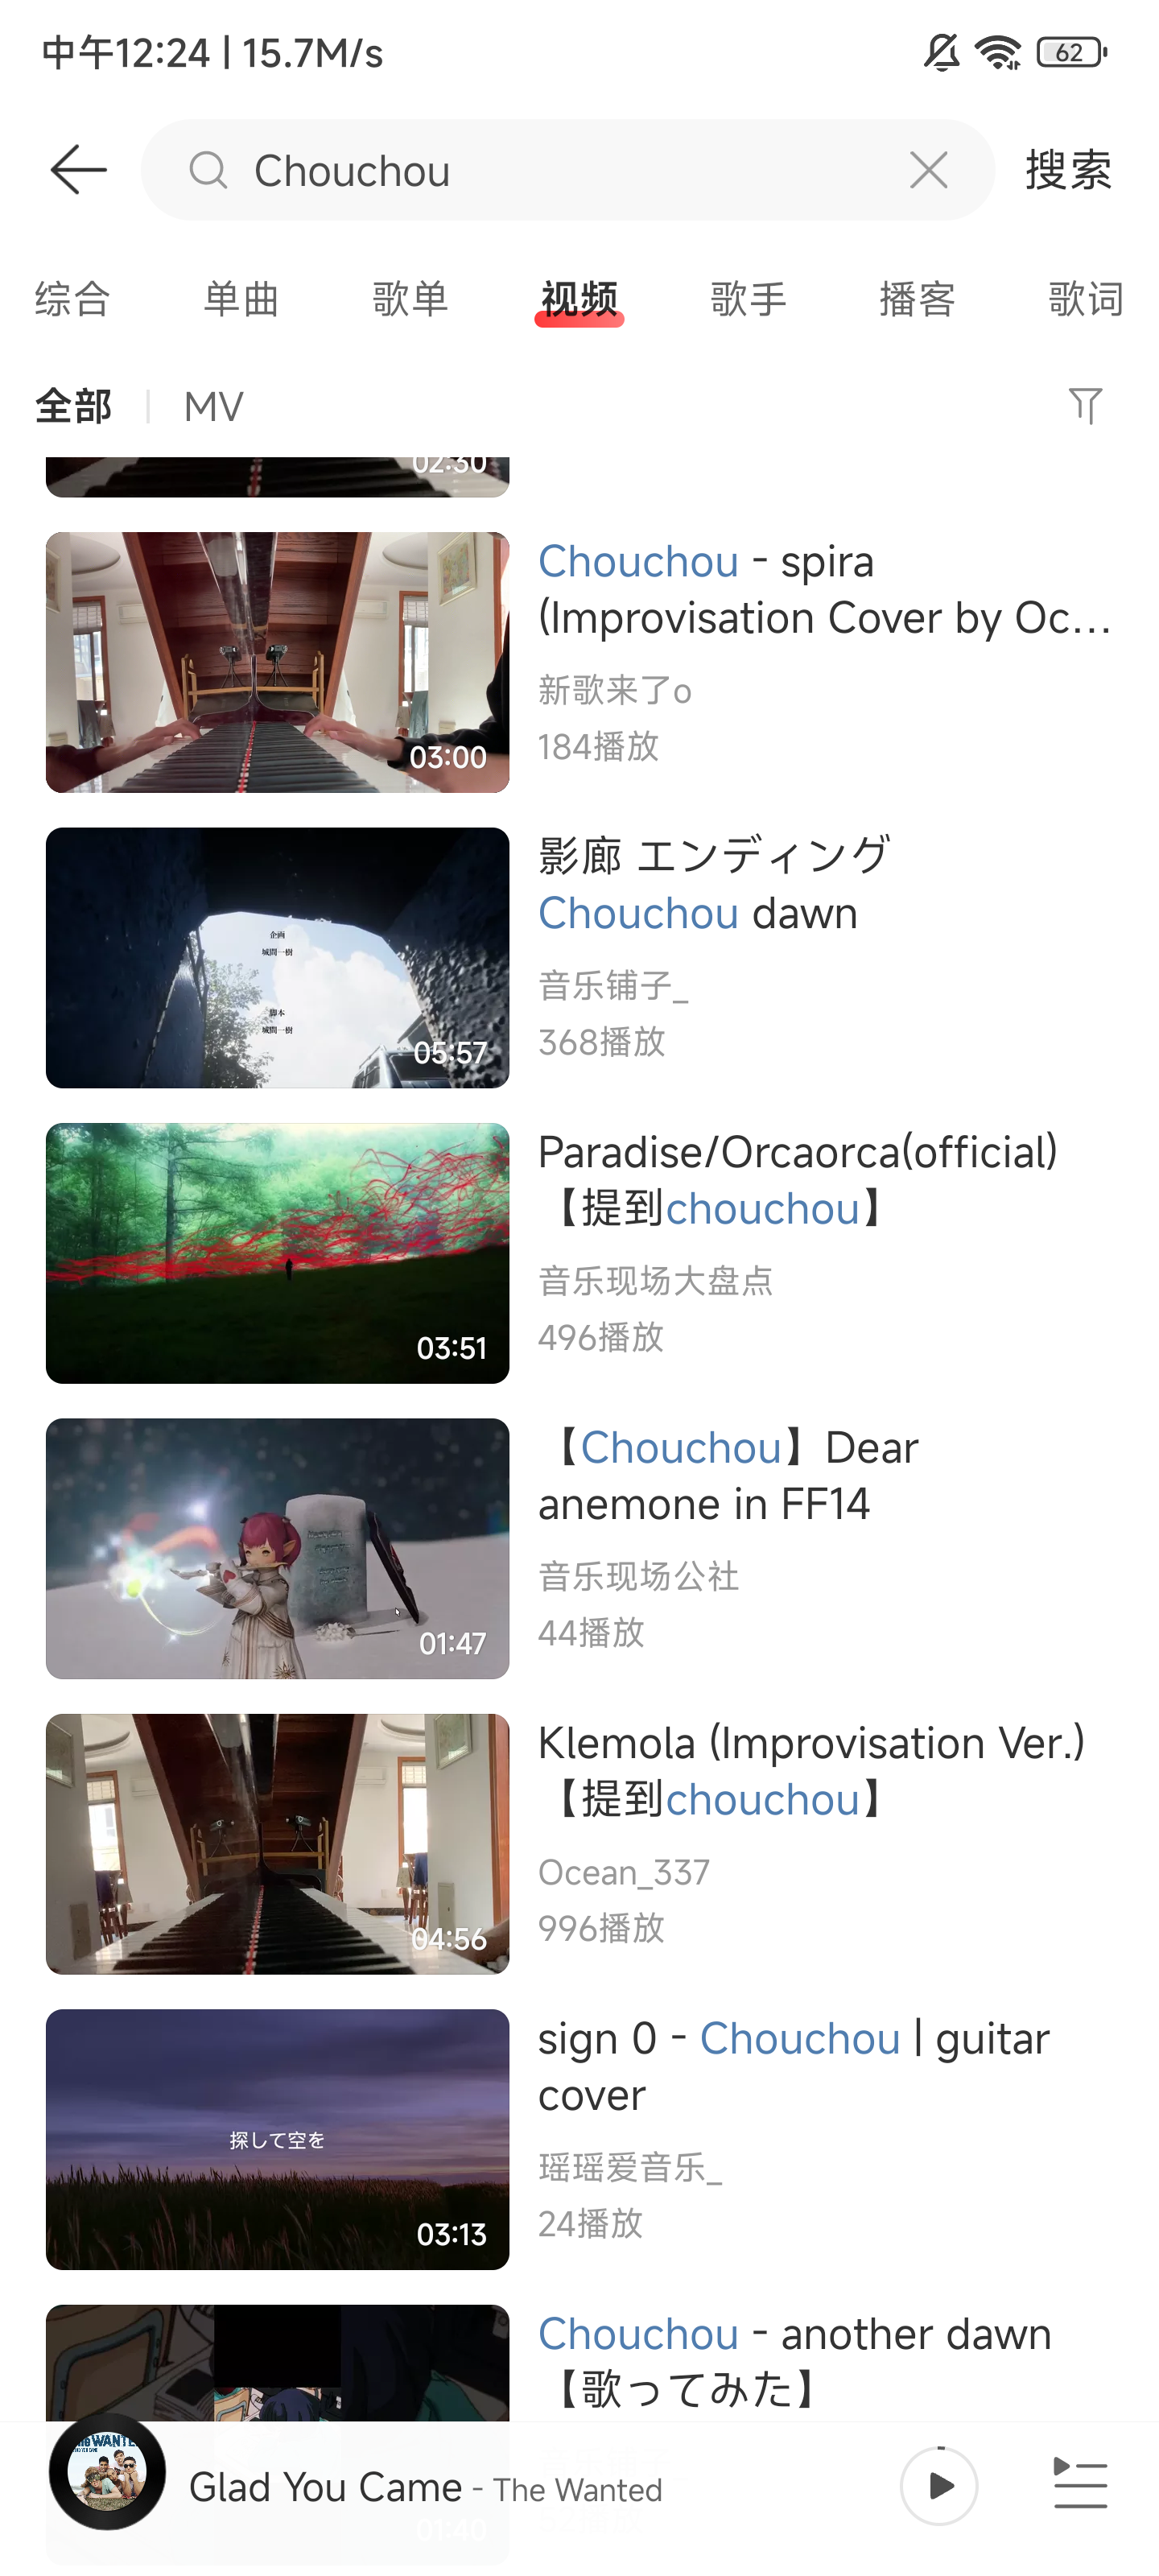 中午12:24 | 15.7M/s
62
Chouchou
搜索
综合 单曲 歌单 视频 歌手 播客 歌词
全部 | MV
02:30
Chouchou - spira
(Improvisation Cover by Oc...
新歌来了o
184播放
03:00
影廊 エンディング
Chouchou dawn
音乐铺子_
368播放
企画
城間一樹
脚本
城間一樹
05:57
Paradise/Orcaorca(official)
【提到chouchou】
音乐现场大盘点
496播放
03:51
【Chouchou】Dear
anemone in FF14
音乐现场公社
44播放
01:47
Klemola (Improvisation Ver.)
【提到chouchou】
Ocean_337
996播放
04:56
sign 0 - Chouchou | guitar
cover
瑶瑶爱音乐_
24播放
探して空を
03:13
Chouchou - another dawn
【歌ってみた】
The WANTED
Glad You Came - The Wanted
01:40